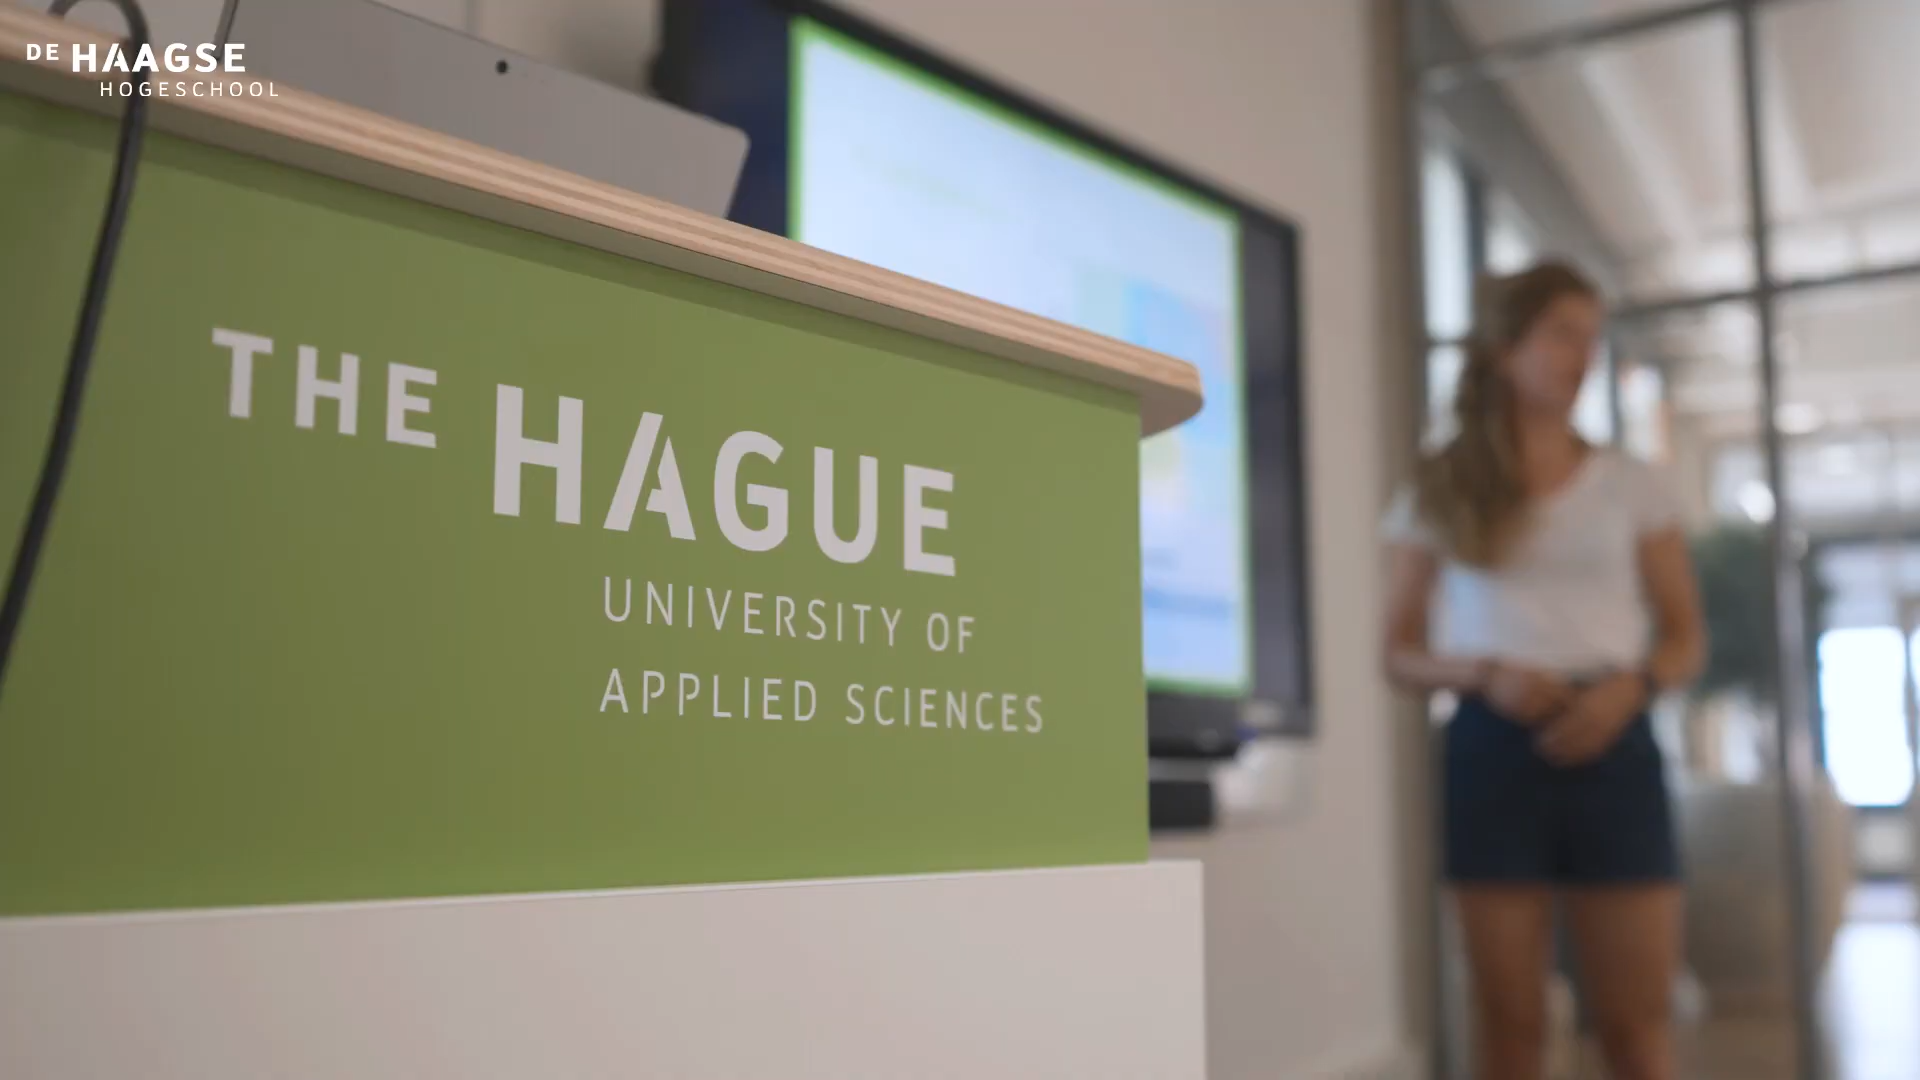 DE HAAGSE
HOGESCHOOL
THE HAGUE
UNIVERSITY OF
APPLIED SCIENCES